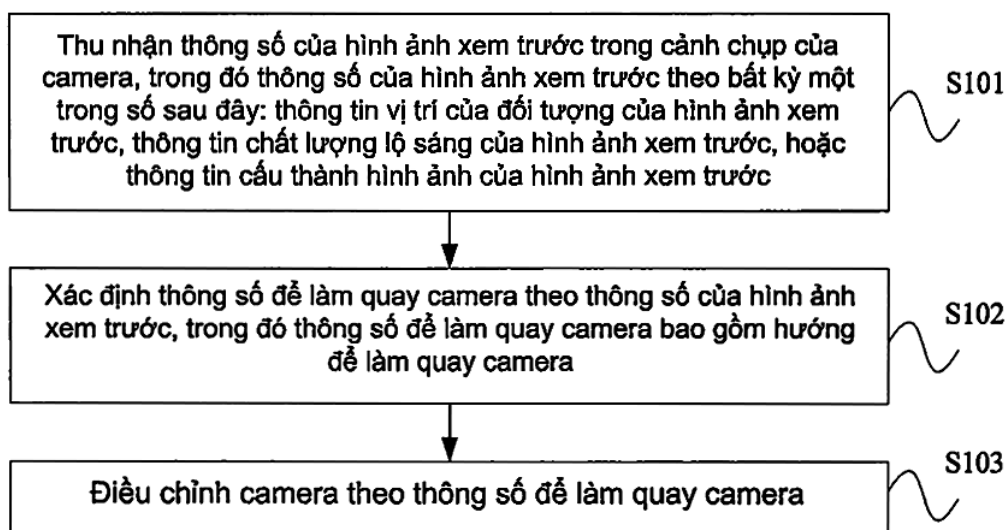 Thu nhận thông số của hình ảnh xem trước trong cảnh chụp của
camera, trong đó thông số của hình ảnh xem trước theo bất kỳ một
trong số sau đây: thông tin vị trí của đối tượng của hình ảnh xem
trước, thông tin chất lượng lộ sáng của hình ảnh xem trước, hoặc
thông tin cấu thành hình ảnh của hình ảnh xem trước
S101
Xác định thông số để làm quay camera theo thông số của hình ảnh
xem trước, trong đó thông số để làm quay camera bao gồm hướng
để làm quay camera
S102
Điều chỉnh camera theo thông số để làm quay camera
S103